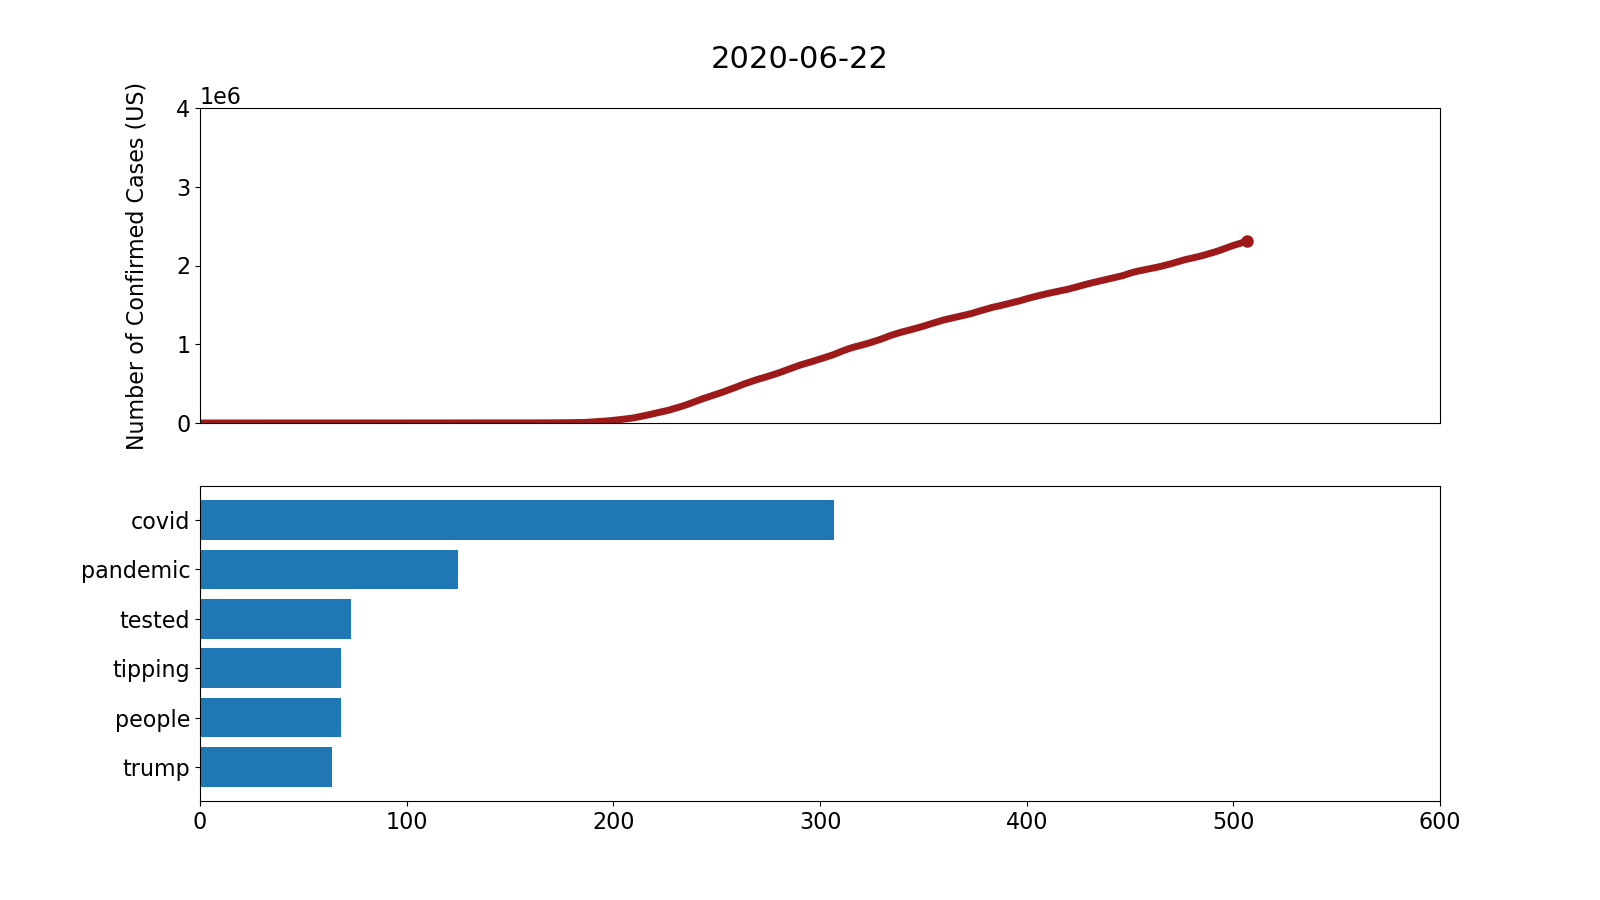 2020-06-22
1e6
Number of Confirmed Cases (US)
4
3
2
1
0
covid
pandemic
tested
tipping
people
trump
0 100 200 300 400 500 600